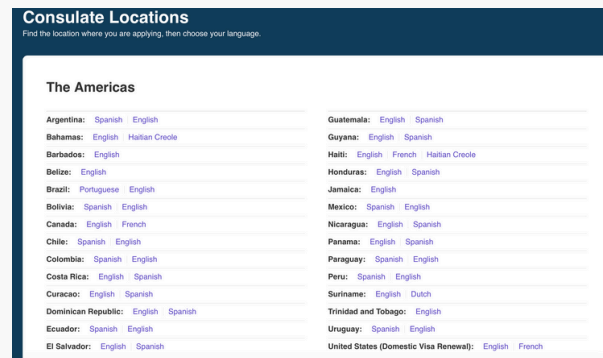 Consulate Locations
Find the location where you are applying, then choose your language.
The Americas
Argentina: Spanish English
Bahamas: English Haitian Creole
Barbados: English
Belize: English
Brazil: Portuguese English
Bolivia: Spanish English
Canada: English French
Chile: Spanish English
Colombia: Spanish English
Costa Rica: English Spanish
Curacao: English Spanish
Dominican Republic: English Spanish
Ecuador: Spanish English
El Salvador: English Spanish
Guatemala: English Spanish
Guyana: English Spanish
Haiti: English French Haitian Creole
Honduras: English Spanish
Jamaica: English
Mexico: Spanish English
Nicaragua: English Spanish
Panama: English Spanish
Paraguay: Spanish English
Peru: Spanish English
Suriname: English Dutch
Trinidad and Tobago: English
Uruguay: Spanish English
United States (Domestic Visa Renewal): English French